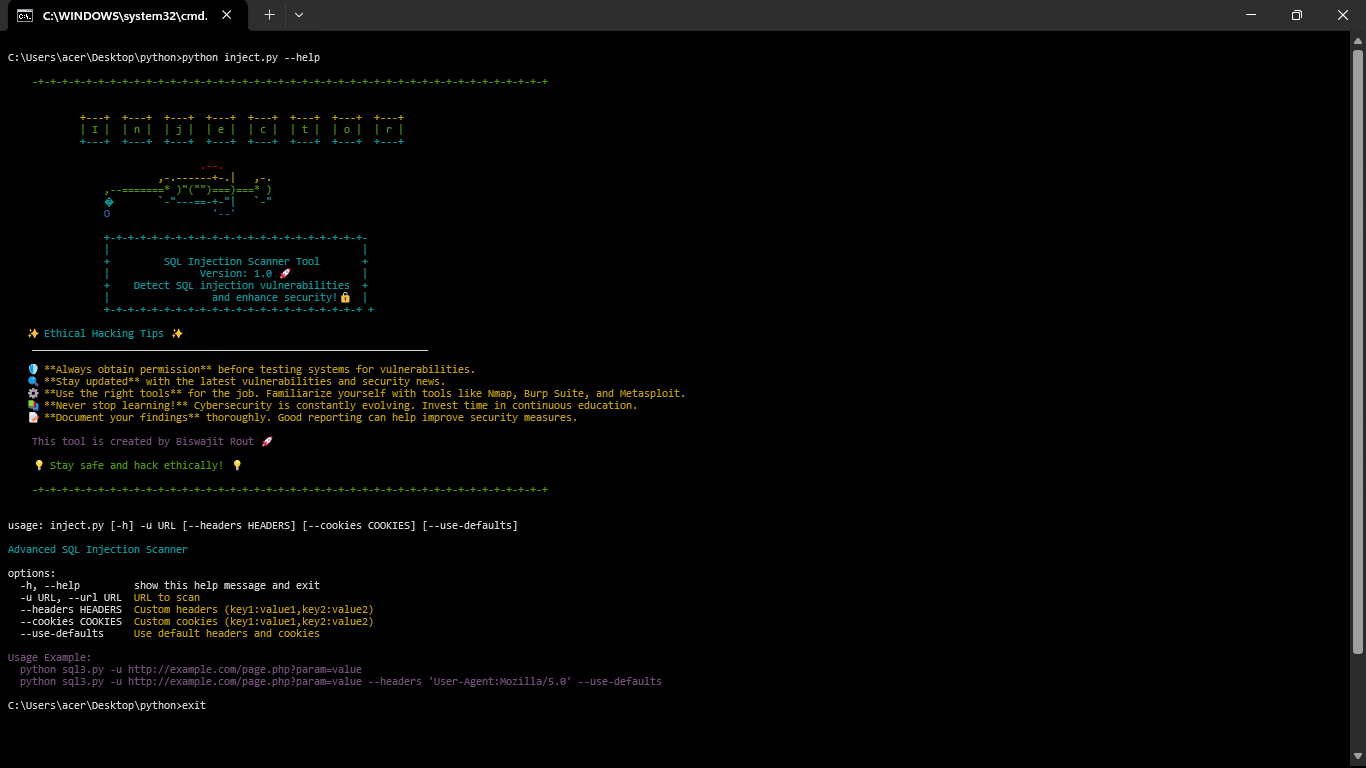 C:\WINDOWS\system32\cmd.
C:\Users\acer\Desktop\python>python inject.py --help
-+-+-+-+-+-+-+-+-+-+-+-+-+-+-+-+-+-+-+-+-+-+-+-+-+-+-+-+-+-+-+-+-+-+-+-+-+-+-+-+-+-+-+
+---+  +---+  +---+  +---+  +---+  +---+  +---+  +---+
| I |  | n |  | j |  | e |  | c |  | t |  | o |  | r |
+---+  +---+  +---+  +---+  +---+  +---+  +---+  +---+
.--.
,-.------+-.|   ,-.
,--=======* )"("")===)===* )
�       `-"---==-+-"|   `-"
O                 '--'
+-+-+-+-+-+-+-+-+-+-+-+-+-+-+-+-+-+-+-+-+-+-
|                                          |
+         SQL Injection Scanner Tool       +
|               Version: 1.0 🚀            |
+    Detect SQL injection vulnerabilities  +
|                 and enhance security!🔒  |
+-+-+-+-+-+-+-+-+-+-+-+-+-+-+-+-+-+-+-+-+-+ +
✨ Ethical Hacking Tips ✨
__________________________________________________________________
🛡️ **Always obtain permission** before testing systems for vulnerabilities.
🔍 **Stay updated** with the latest vulnerabilities and security news.
⚙️ **Use the right tools** for the job. Familiarize yourself with tools like Nmap, Burp Suite, and Metasploit.
📚 **Never stop learning!** Cybersecurity is constantly evolving. Invest time in continuous education.
📝 **Document your findings** thoroughly. Good reporting can help improve security measures.
This tool is created by Biswajit Rout 🚀
💡 Stay safe and hack ethically! 💡
-+-+-+-+-+-+-+-+-+-+-+-+-+-+-+-+-+-+-+-+-+-+-+-+-+-+-+-+-+-+-+-+-+-+-+-+-+-+-+-+-+-+-+
usage: inject.py [-h] -u URL [--headers HEADERS] [--cookies COOKIES] [--use-defaults]
Advanced SQL Injection Scanner
options:
-h, --help         show this help message and exit
-u URL, --url URL  URL to scan
--headers HEADERS  Custom headers (key1:value1,key2:value2)
--cookies COOKIES  Custom cookies (key1:value1,key2:value2)
--use-defaults     Use default headers and cookies
Usage Example:
python sql3.py -u http://example.com/page.php?param=value
python sql3.py -u http://example.com/page.php?param=value --headers 'User-Agent:Mozilla/5.0' --use-defaults
C:\Users\acer\Desktop\python>exit